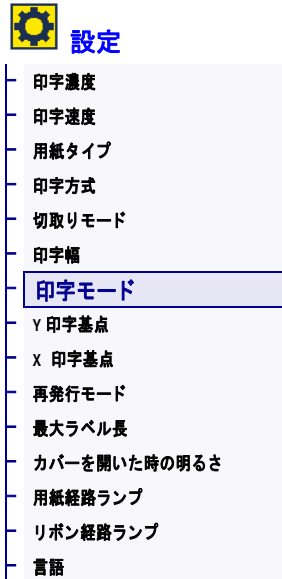 設定
印字濃度
印字速度
用紙タイプ
印字方式
切取りモード
印字幅
印字モード
Y 印字基点
X 印字基点
再発行モード
最大ラベル長
カバーを開いた時の明るさ
用紙経路ランプ
リボン経路ランプ
言語